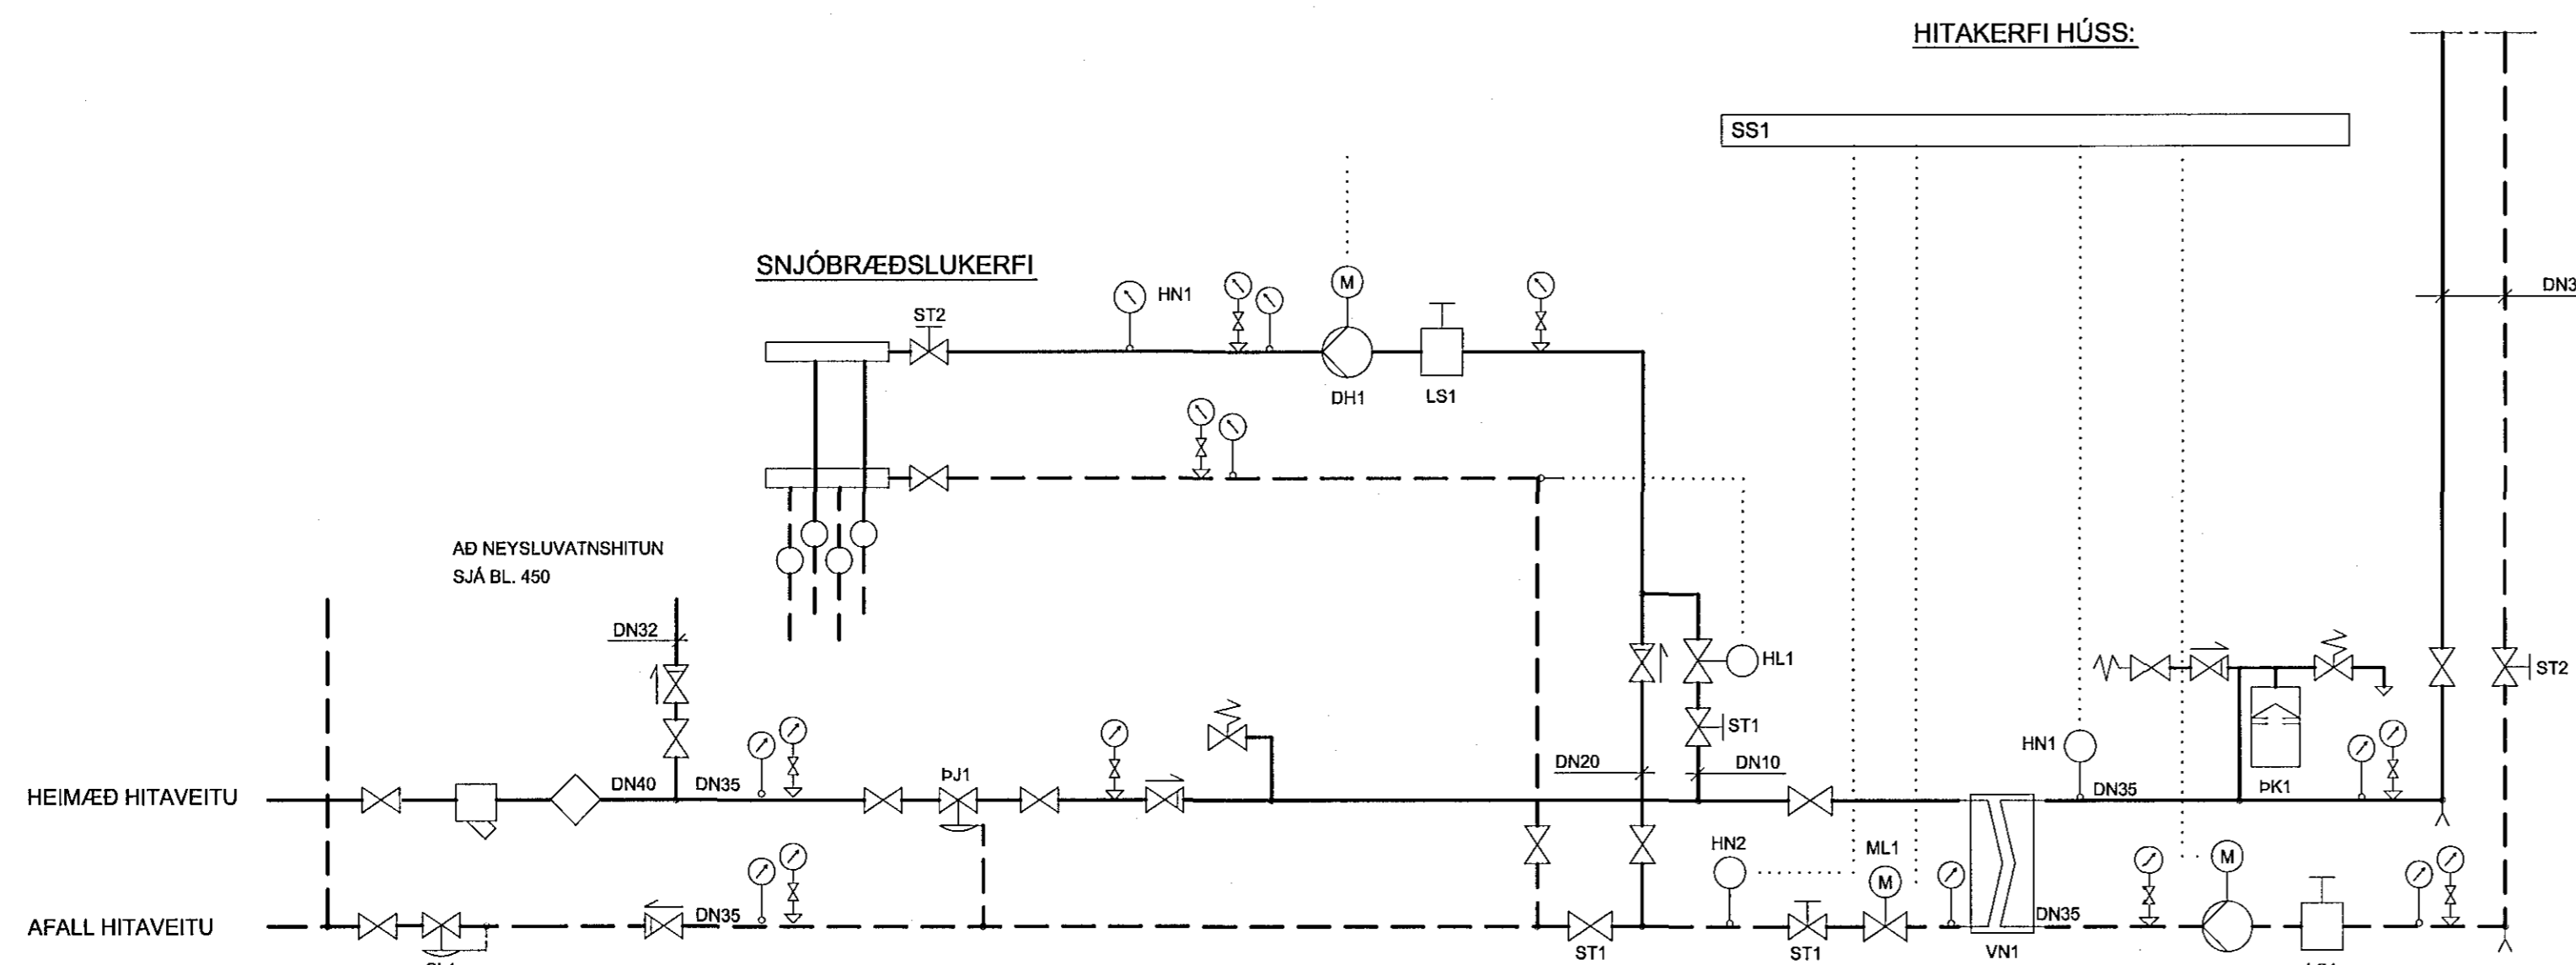 HITAKERFI HÚSS:
SS1
SNJÓBRÆÐSLUKERFI
HN1
M
ST2
DH1
LS1
AÐ NEYSLUVATNSHITUN
SJÁ BL. 450
DN32
HL1
ST1
ST2
HN1
DN20
DN10
HEIMÆÐ HITAVEITU
DN40
DN35
ÞJ1
DN35
ÞK1
HN2
ML1
M
M
AFALL HITAVEITU
DN35
DN35
ST1
ST1
VN1